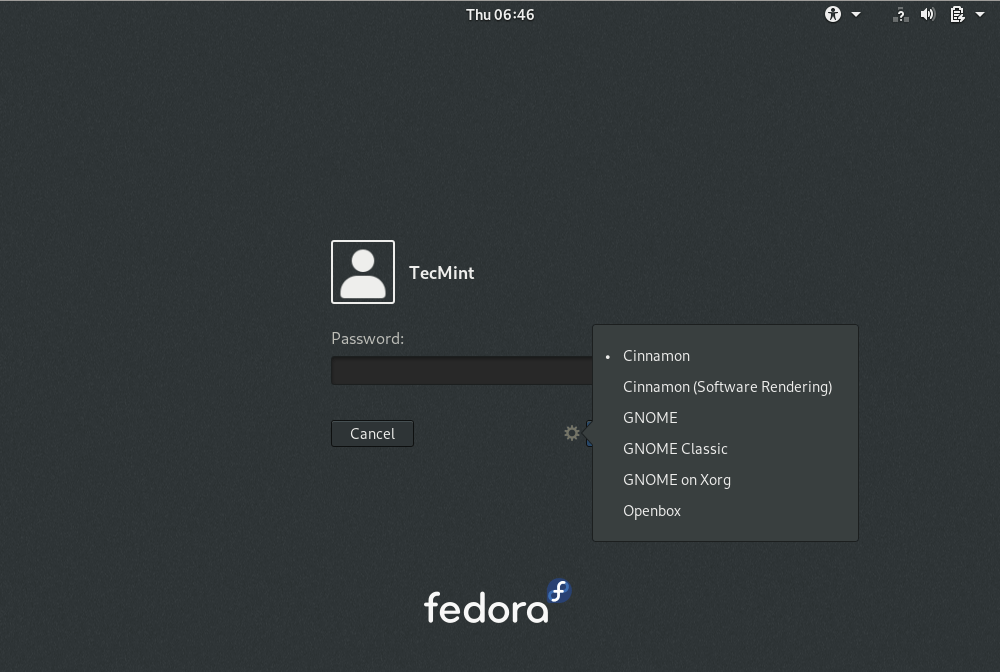 Thu 06:46
TecMint
Password:
Cinnamon
Cinnamon (Software Rendering)
GNOME
GNOME Classic
GNOME on Xorg
Openbox
Cancel
fedora